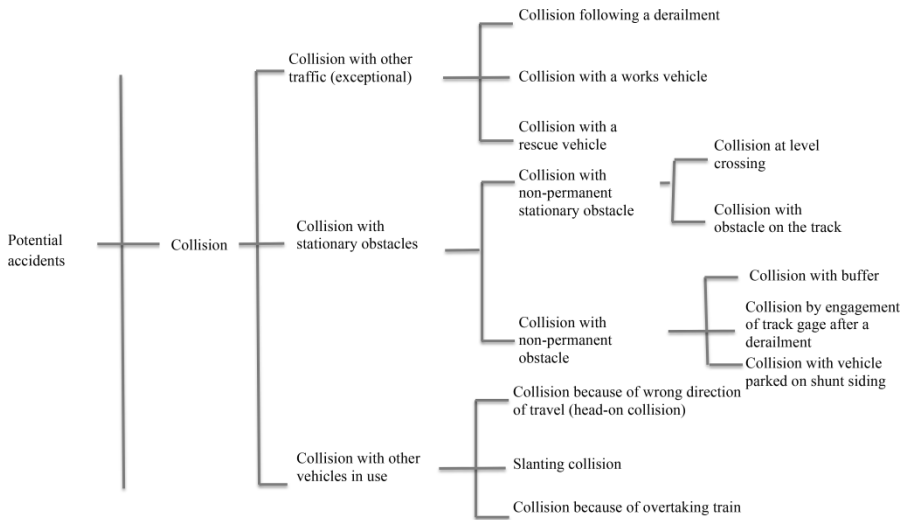 Potential
accidents
Collision
Collision with other
traffic (exceptional)
Collision following a derailment
Collision with a works vehicle
Collision with a
rescue vehicle
Collision with
stationary obstacles
Collision with
non-permanent
stationary obstacle
Collision at level
crossing
Collision with
obstacle on the track
Collision with
non-permanent
obstacle
Collision with buffer
Collision by engagement
of track gage after a
derailment
Collision with vehicle
parked on shunt siding
Collision with other
vehicles in use
Collision because of wrong direction
of travel (head-on collision)
Slanting collision
Collision because of overtaking train